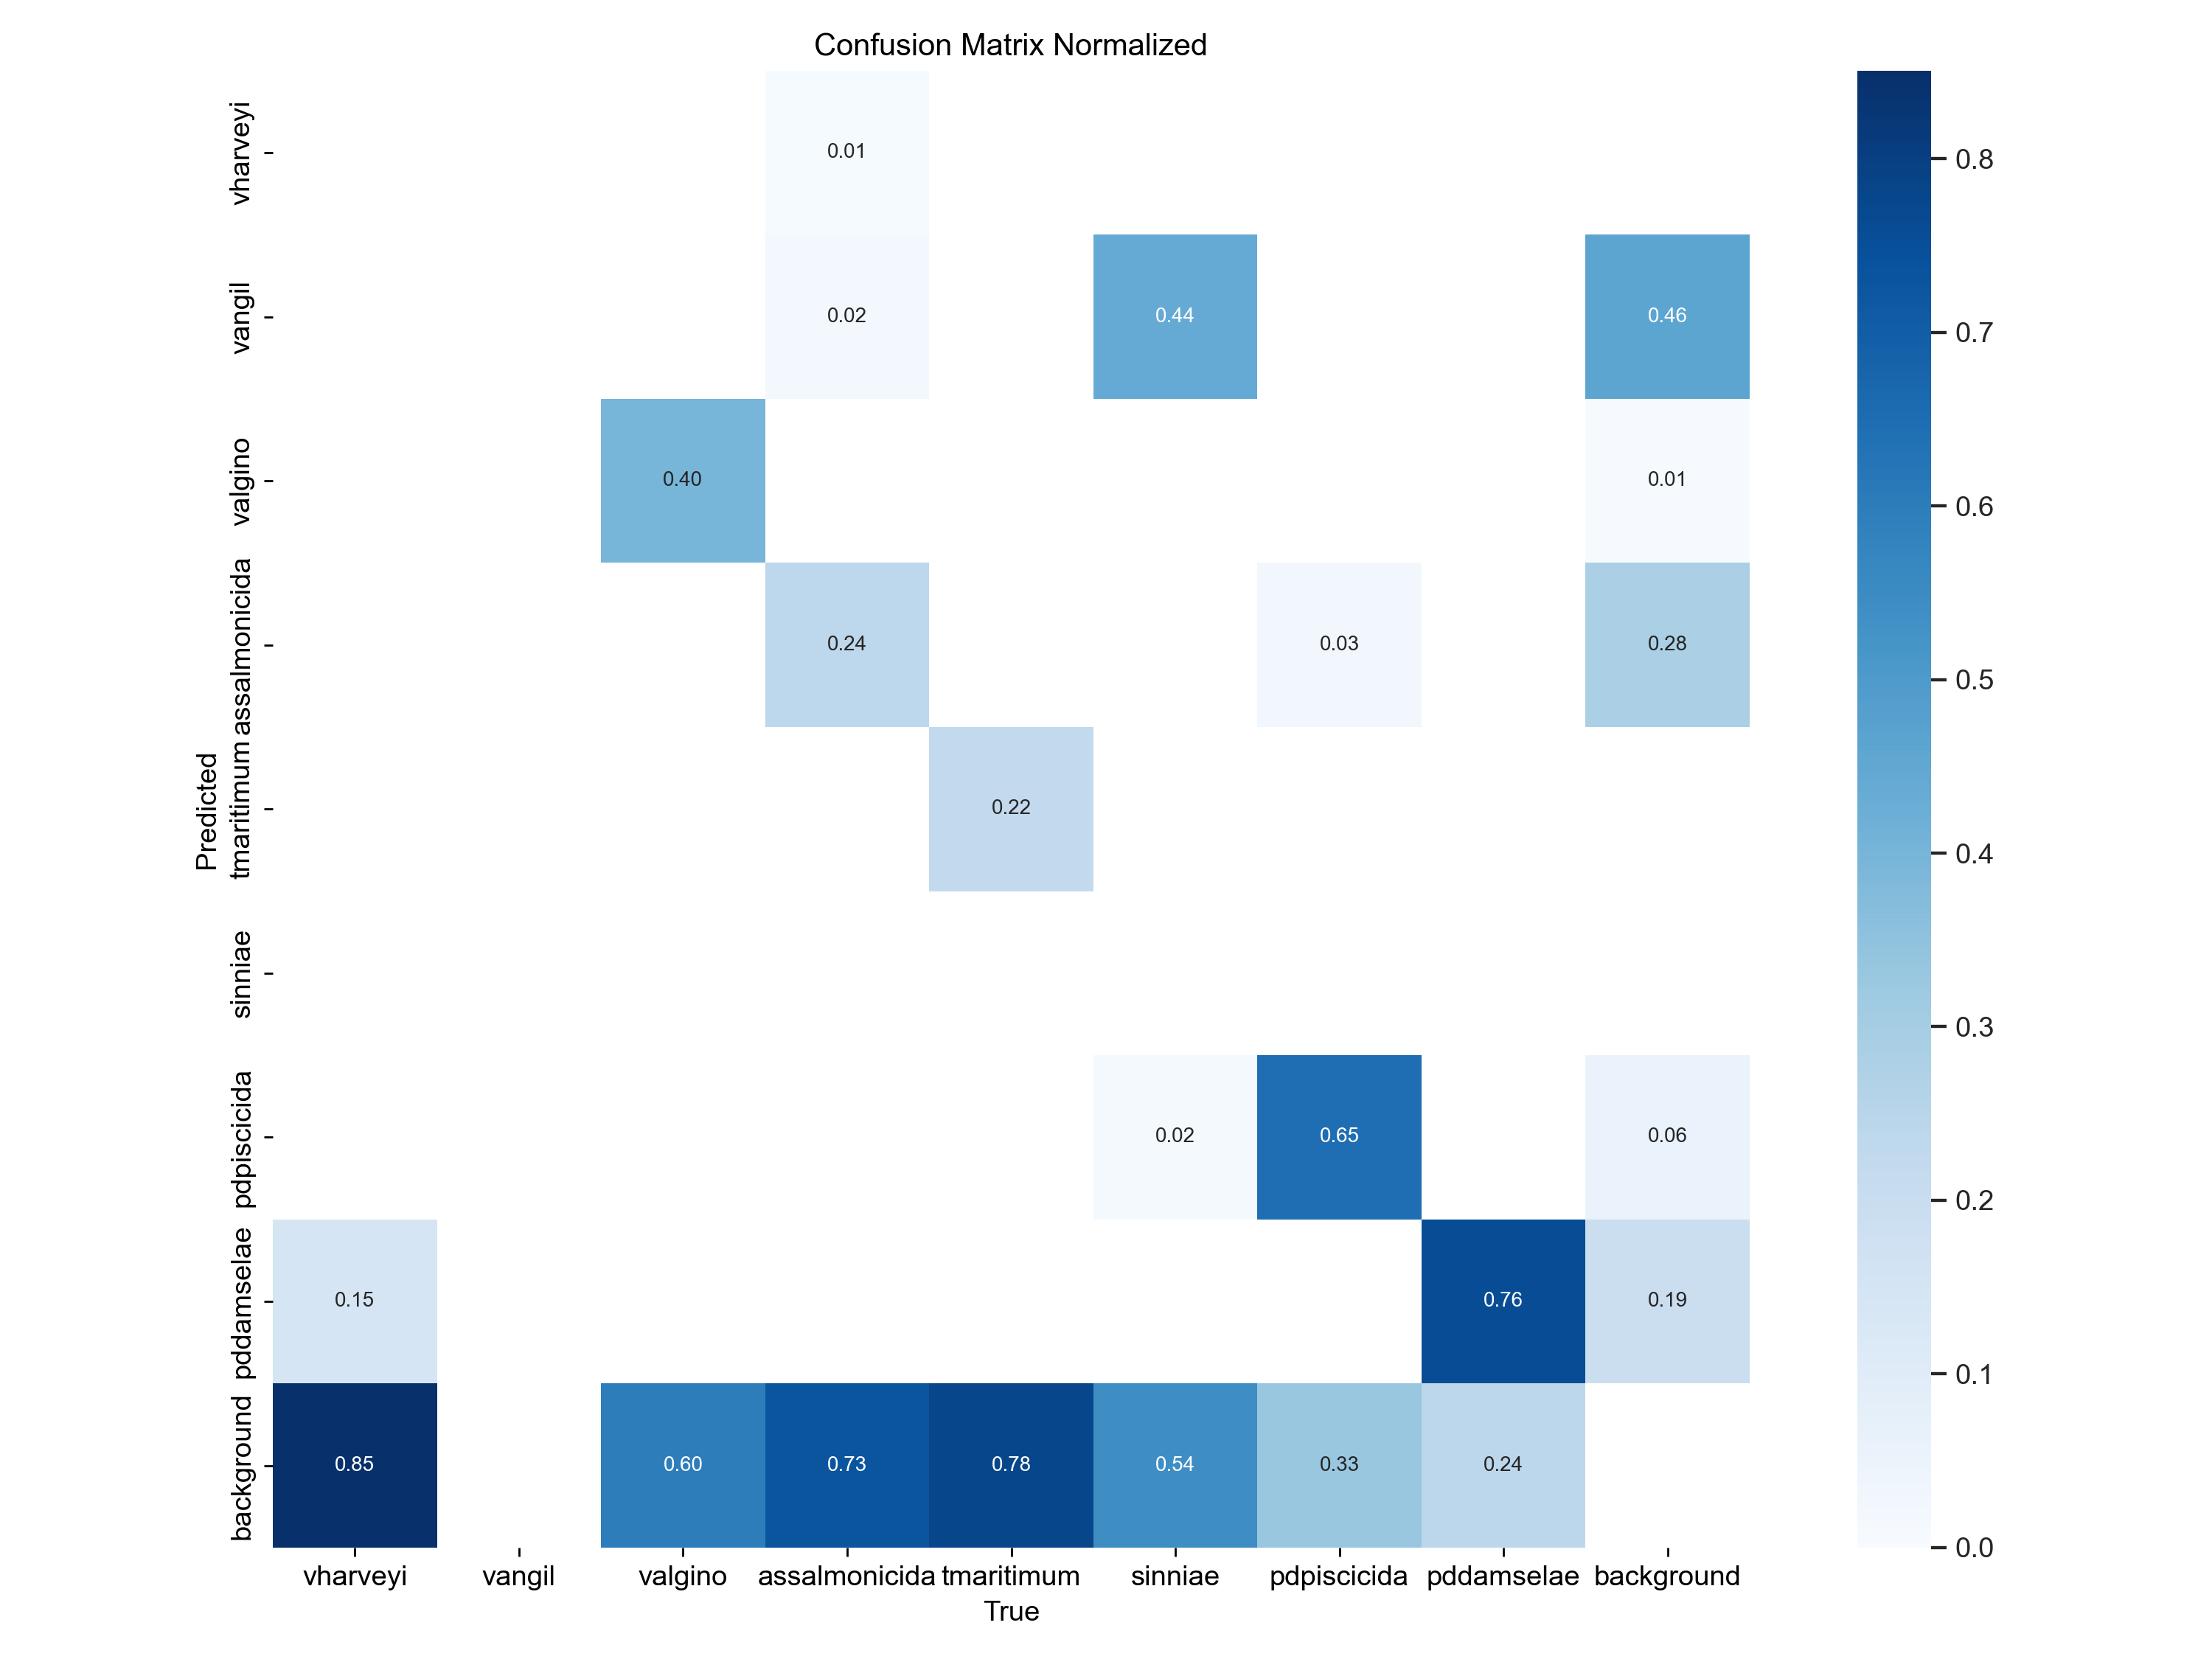 Confusion Matrix Normalized
vharveyi
0.01
vangil
0.02 0.44 0.46
valgino
0.40 0.01
assalmonicida
0.24 0.03 0.28
tmaritimum
0.22
sinniae
pdpiscicida
0.02 0.65 0.06
pddamselae
0.15 0.76 0.19
background
0.85 0.60 0.73 0.78 0.54 0.33 0.24
Predicted
vharveyi vangil valgino assalmonicida tmaritimum sinniae pdpiscicida pddamselae background
True
0.8
0.7
0.6
0.5
0.4
0.3
0.2
0.1
0.0